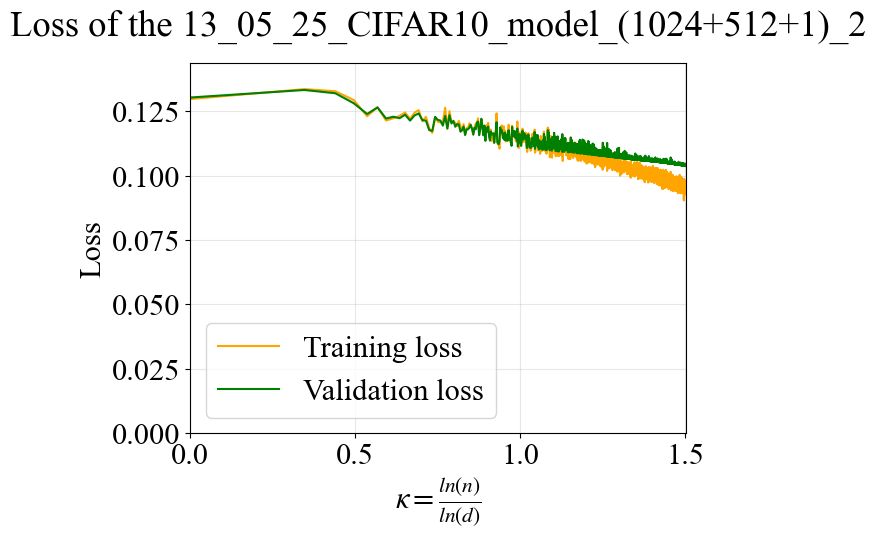 Loss of the 13_05_25_CIFAR10_model_(1024+512+1)_2
0.125
0.100
0.075
0.050
0.025
0.000
Loss
Training loss
Validation loss
0.0 0.5 1.0 1.5
κ = ln(n)/ln(d)